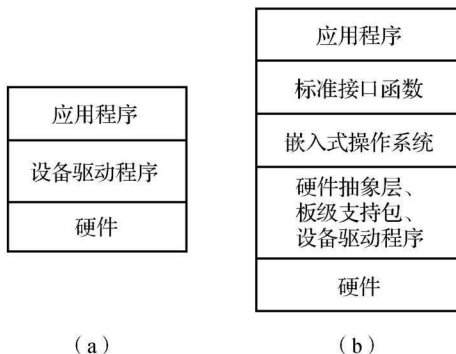 应用程序
设备驱动程序
硬件
(a)
应用程序
标准接口函数
嵌入式操作系统
硬件抽象层、
板级支持包、
设备驱动程序
硬件
(b)